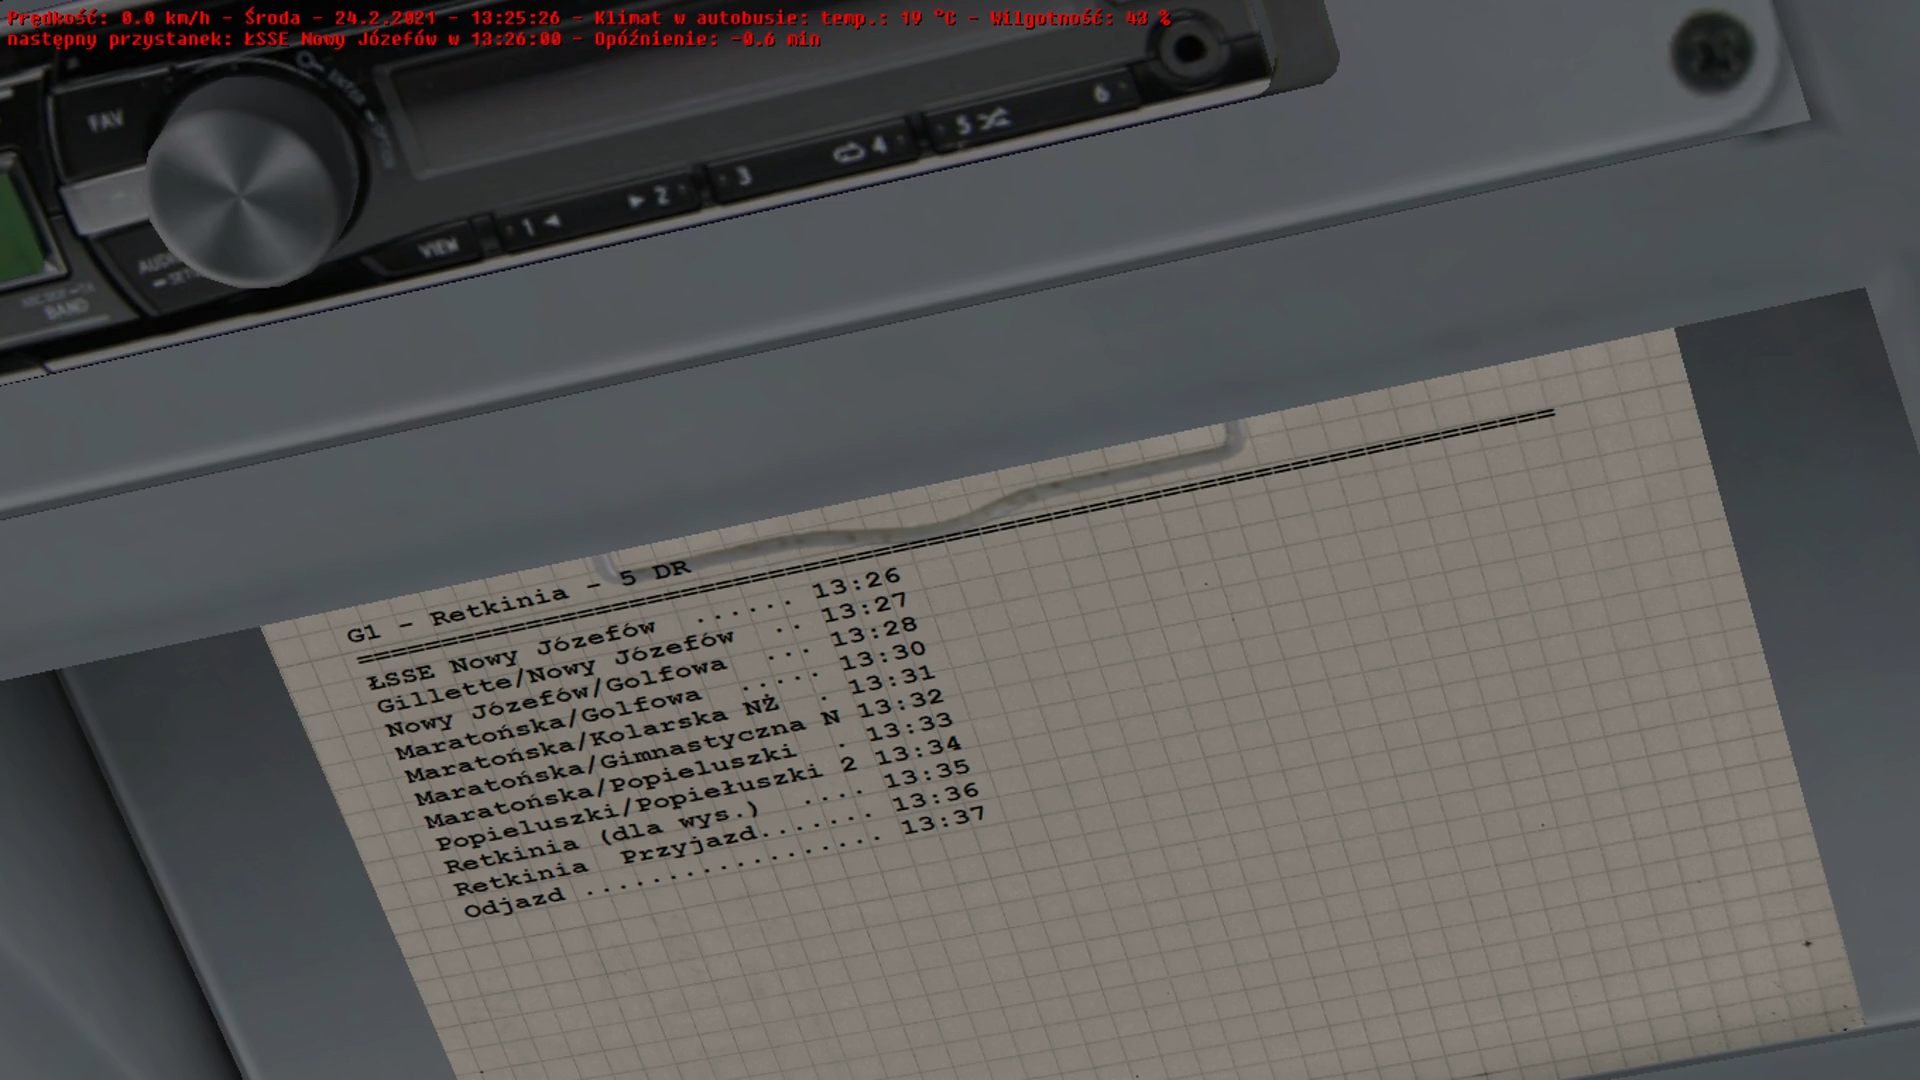 Prędkość: 0.0 km/h - Środa - 24.2.2021 - 13:25:26 - Klimat w autobusie: temp.: 19 °C - Wilgotność: 43 %
następny przystanek: ŁSSE Nowy Józefów w 13:26:00 - Opóźnienie: -0.6 min
FAV
VIEW
1 ◄
► 2
3
4
5
6
BAND
G1 - Retkinia - 5 DR
ŁSSE Nowy Józefów ..... 13:26
Gillette/Nowy Józefów .. 13:27
Nowy Józefów/Golfowa ... 13:28
Maratońska/Golfowa ..... 13:30
Maratońska/Kolarska NŻ . 13:31
Maratońska/Gimnastyczna N 13:32
Maratońska/Popieluszki . 13:33
Popieluszki/Popiełuszki 2 13:34
Retkinia (dla wys.) .... 13:35
Retkinia Przyjazd....... 13:36
Odjazd .................. 13:37